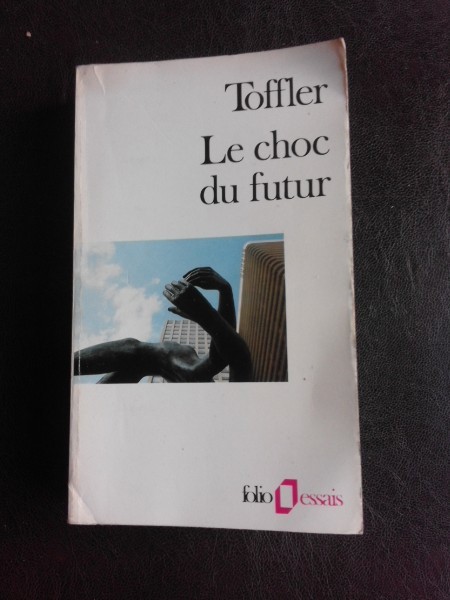 Toffler
Le choc
du futur
folio essais